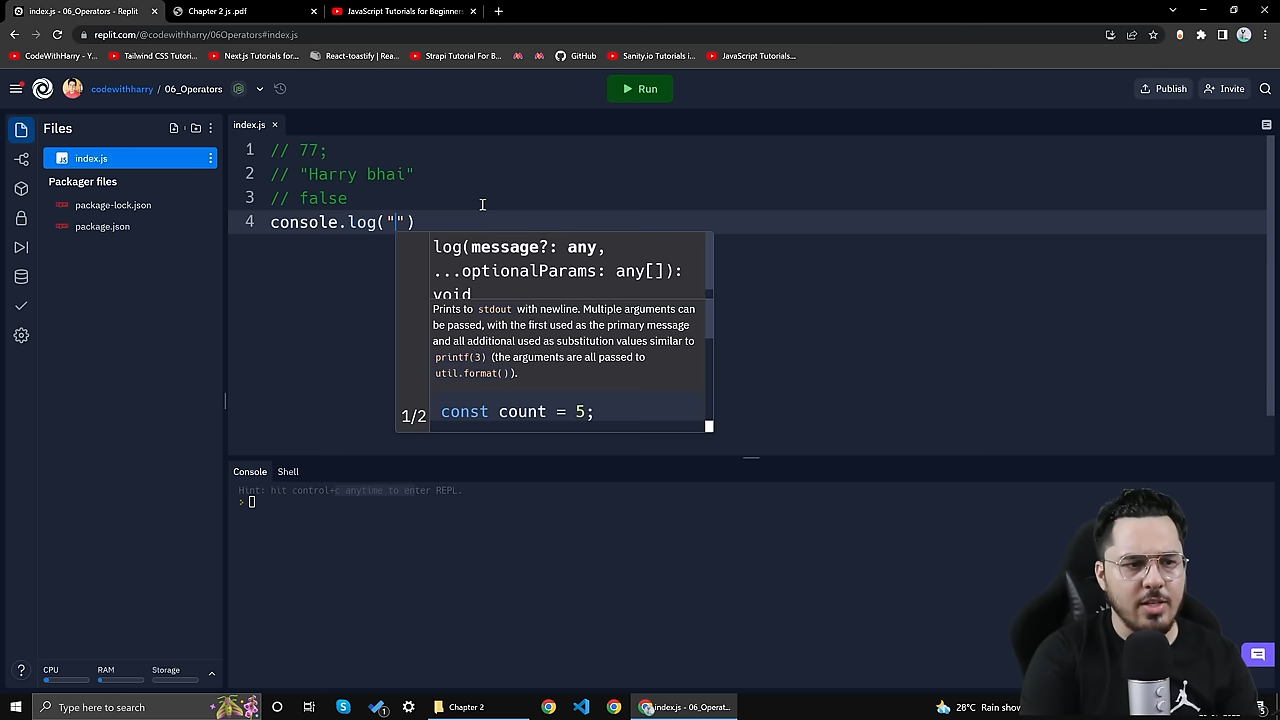 index.js - 06_Operators - Replit
Chapter 2 js .pdf
JavaScript Tutorials for Beginners
replit.com/@codewithharry/06Operators#index.js
CodeWithHarry - Y...
Tailwind CSS Tutori...
Next.js Tutorials for...
React-toastify | Rea...
Strapi Tutorial For B...
GitHub
Sanity.io Tutorials i...
JavaScript Tutorials...
codewithharry / 06_Operators
Run
Publish
Invite
Files
index.js
Packager files
package-lock.json
package.json
index.js
1 // 77;
2 // "Harry bhai"
3 // false
4 console.log("")
log(message?: any,
...optionalParams: any[]):
void
Prints to stdout with newline. Multiple arguments can
be passed, with the first used as the primary message
and all additional used as substitution values similar to
printf(3) (the arguments are all passed to
util.format()).
1/2
const count = 5;
Console
Shell
Hint: hit control+c anytime to enter REPL.
>
CPU
RAM
Storage
?
Type here to search
1
Chapter 2
index.js - 06_Operat...
28°C Rain show